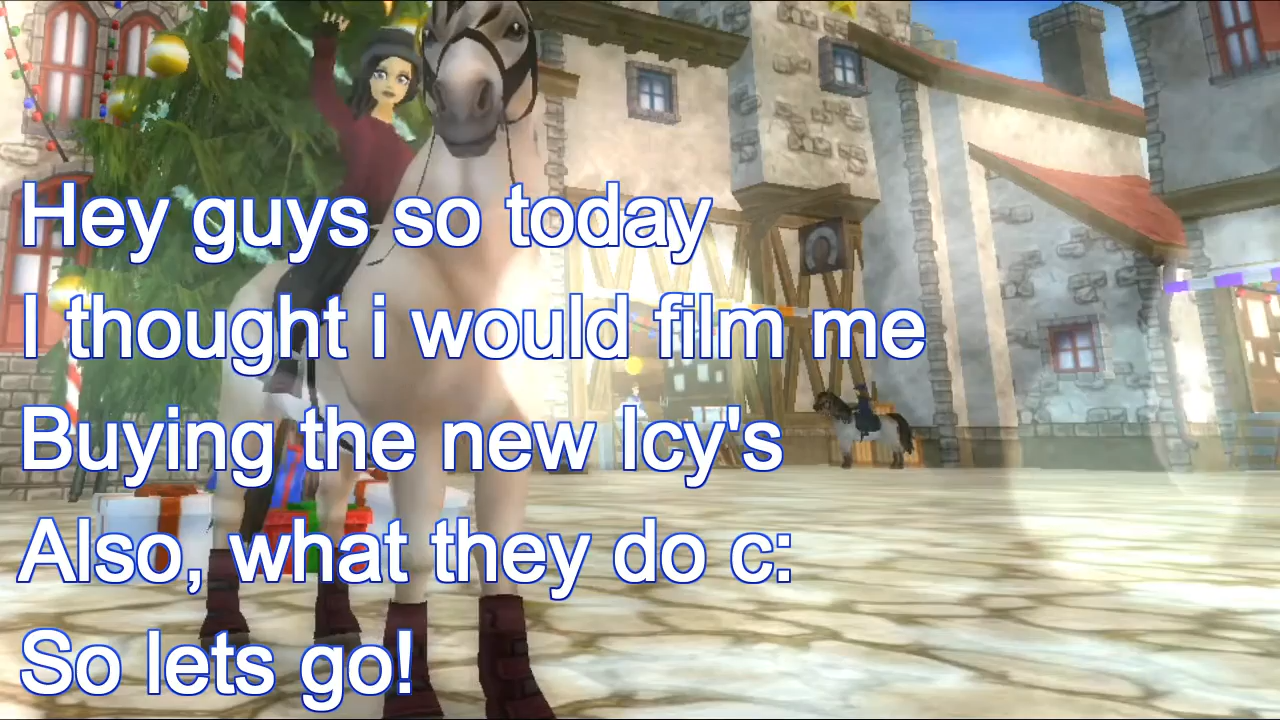 Hey guys so today
I thought i would film me
Buying the new Icy's
Also, what they do c:
So lets go!